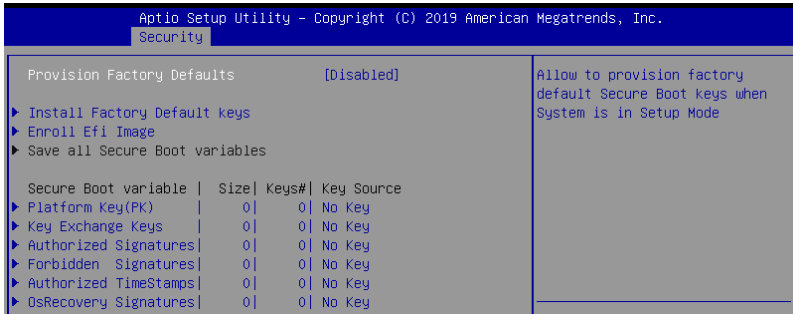 Aptio Setup Utility – Copyright (C) 2019 American Megatrends, Inc.
Security
Provision Factory Defaults [Disabled]
Install Factory Default keys
Enroll Efi Image
Save all Secure Boot variables
Secure Boot variable | Size| Keys#| Key Source
Platform Key(PK) | 0| 0| No Key
Key Exchange Keys | 0| 0| No Key
Authorized Signatures| 0| 0| No Key
Forbidden Signatures| 0| 0| No Key
Authorized TimeStamps| 0| 0| No Key
OsRecovery Signatures| 0| 0| No Key
Allow to provision factory
default Secure Boot keys when
System is in Setup Mode